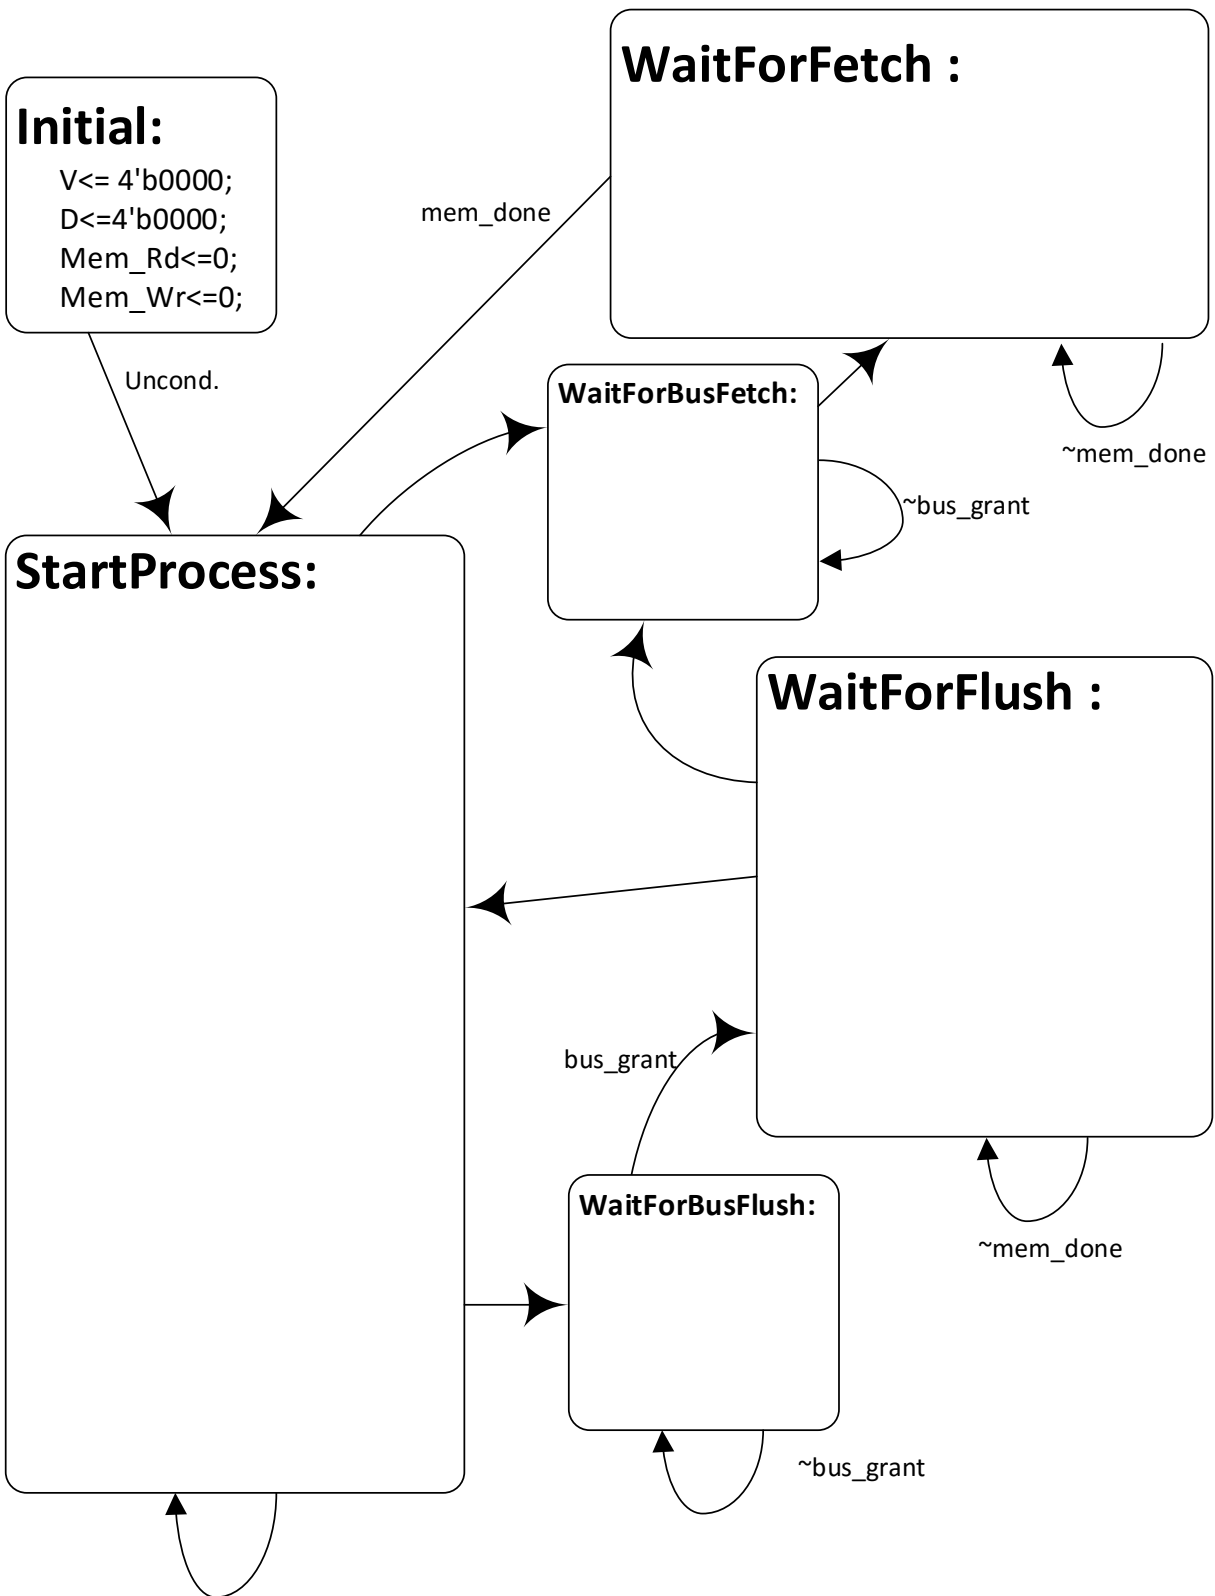 WaitForFetch :
Initial:
V<= 4'b0000;
D<=4'b0000;
Mem_Rd<=0;
Mem_Wr<=0;
mem_done
Uncond.
WaitForBusFetch:
~mem_done
~bus_grant
StartProcess:
WaitForFlush :
bus_grant
WaitForBusFlush:
~mem_done
~bus_grant